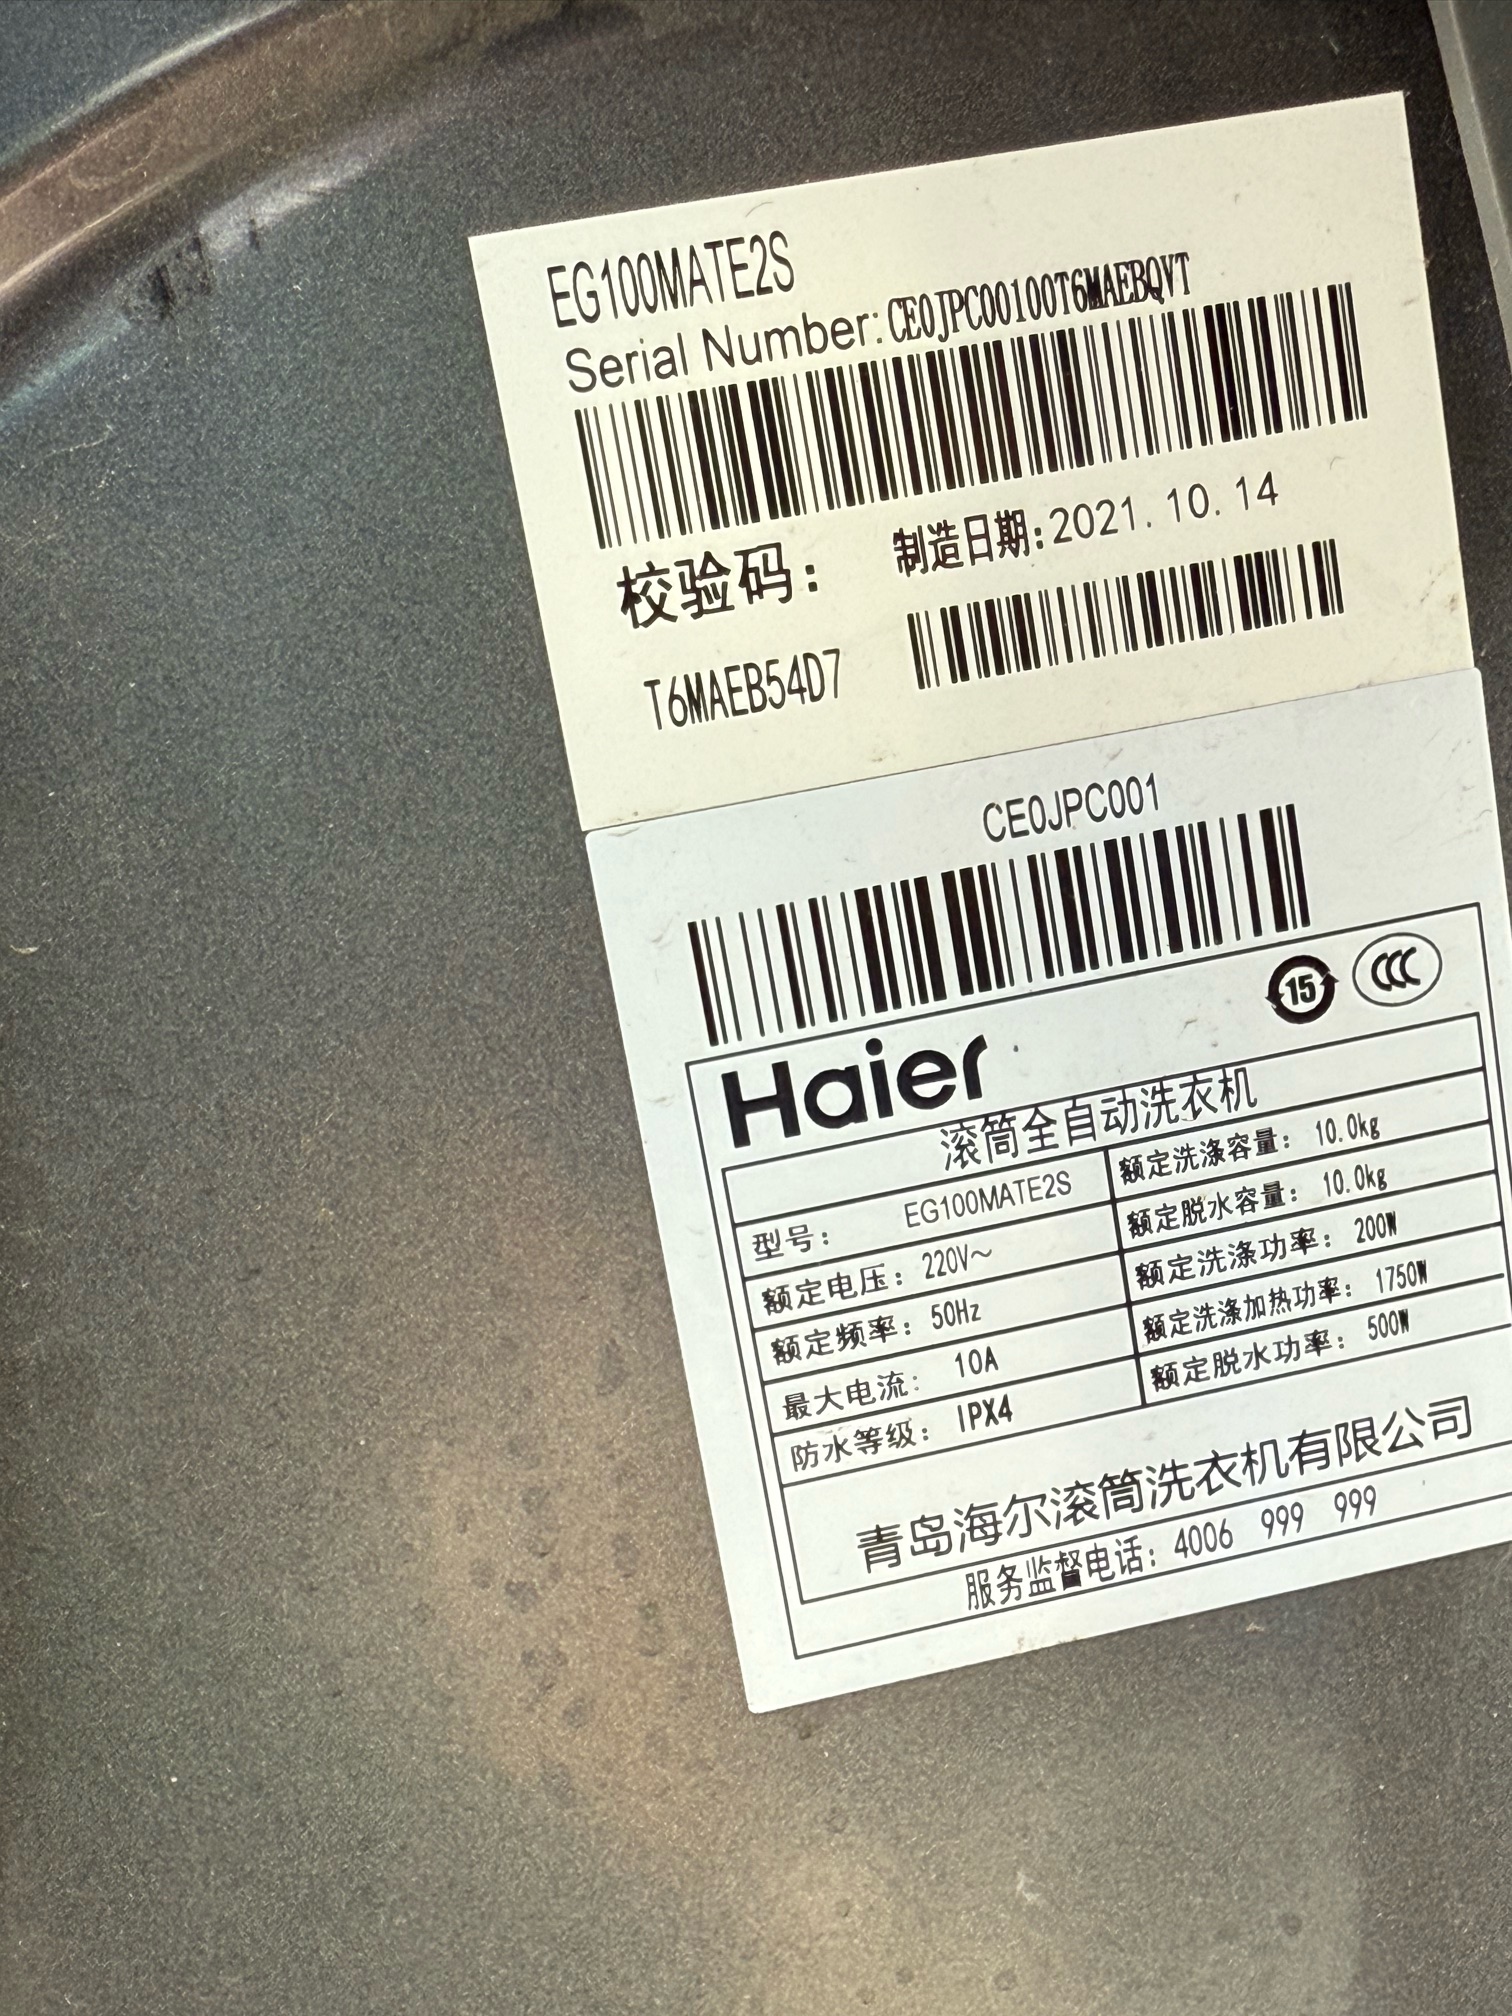 EG100MATE2S
Serial Number:CE0JPC00100T6MAEBQVT
制造日期:2021.10.14
校验码:
T6MAEB54D7
CE0JPC001
15
CCC
Haier
滚筒全自动洗衣机
型号: EG100MATE2S
额定洗涤容量: 10.0kg
额定电压: 220V～
额定脱水容量: 10.0kg
额定频率: 50Hz
额定洗涤功率: 200W
最大电流: 10A
额定洗涤加热功率: 1750W
防水等级: IPX4
额定脱水功率: 500W
青岛海尔滚筒洗衣机有限公司
服务监督电话: 4006 999 999